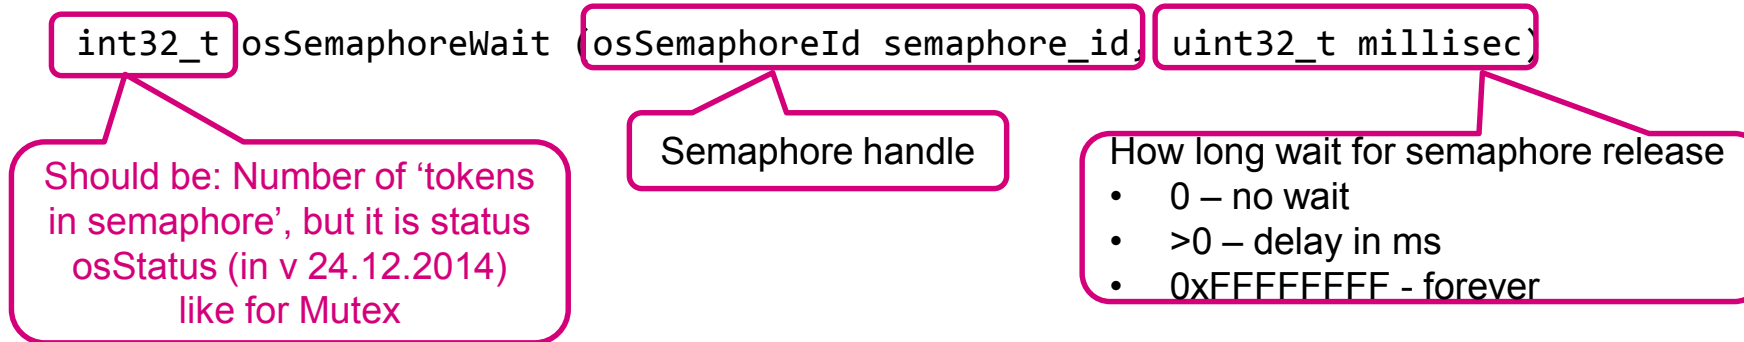 int32_t osSemaphoreWait (osSemaphoreId semaphore_id, uint32_t millisec)
Semaphore handle
Should be: Number of ‘tokens
in semaphore’, but it is status
osStatus (in v 24.12.2014)
like for Mutex
How long wait for semaphore release
• 0 – no wait
• >0 – delay in ms
• 0xFFFFFFFF - forever